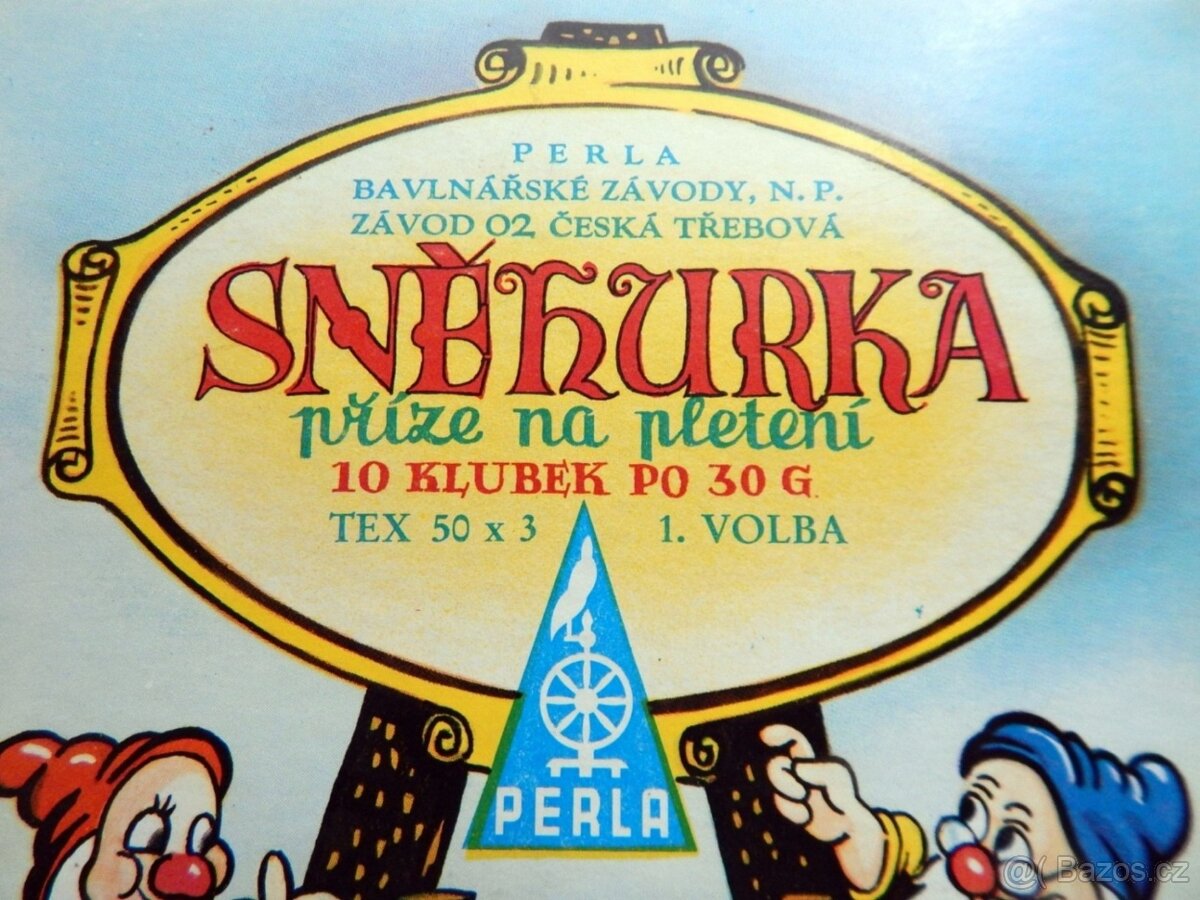 PERLA
BAVLNÁŘSKÉ ZÁVODY, N. P.
ZÁVOD 02 ČESKÁ TŘEBOVÁ
SNĚHURKA
příze na pletení
10 KLUBEK PO 30 G
TEX 50 x 3 1. VOLBA
PERLA
@( Bazos.cz